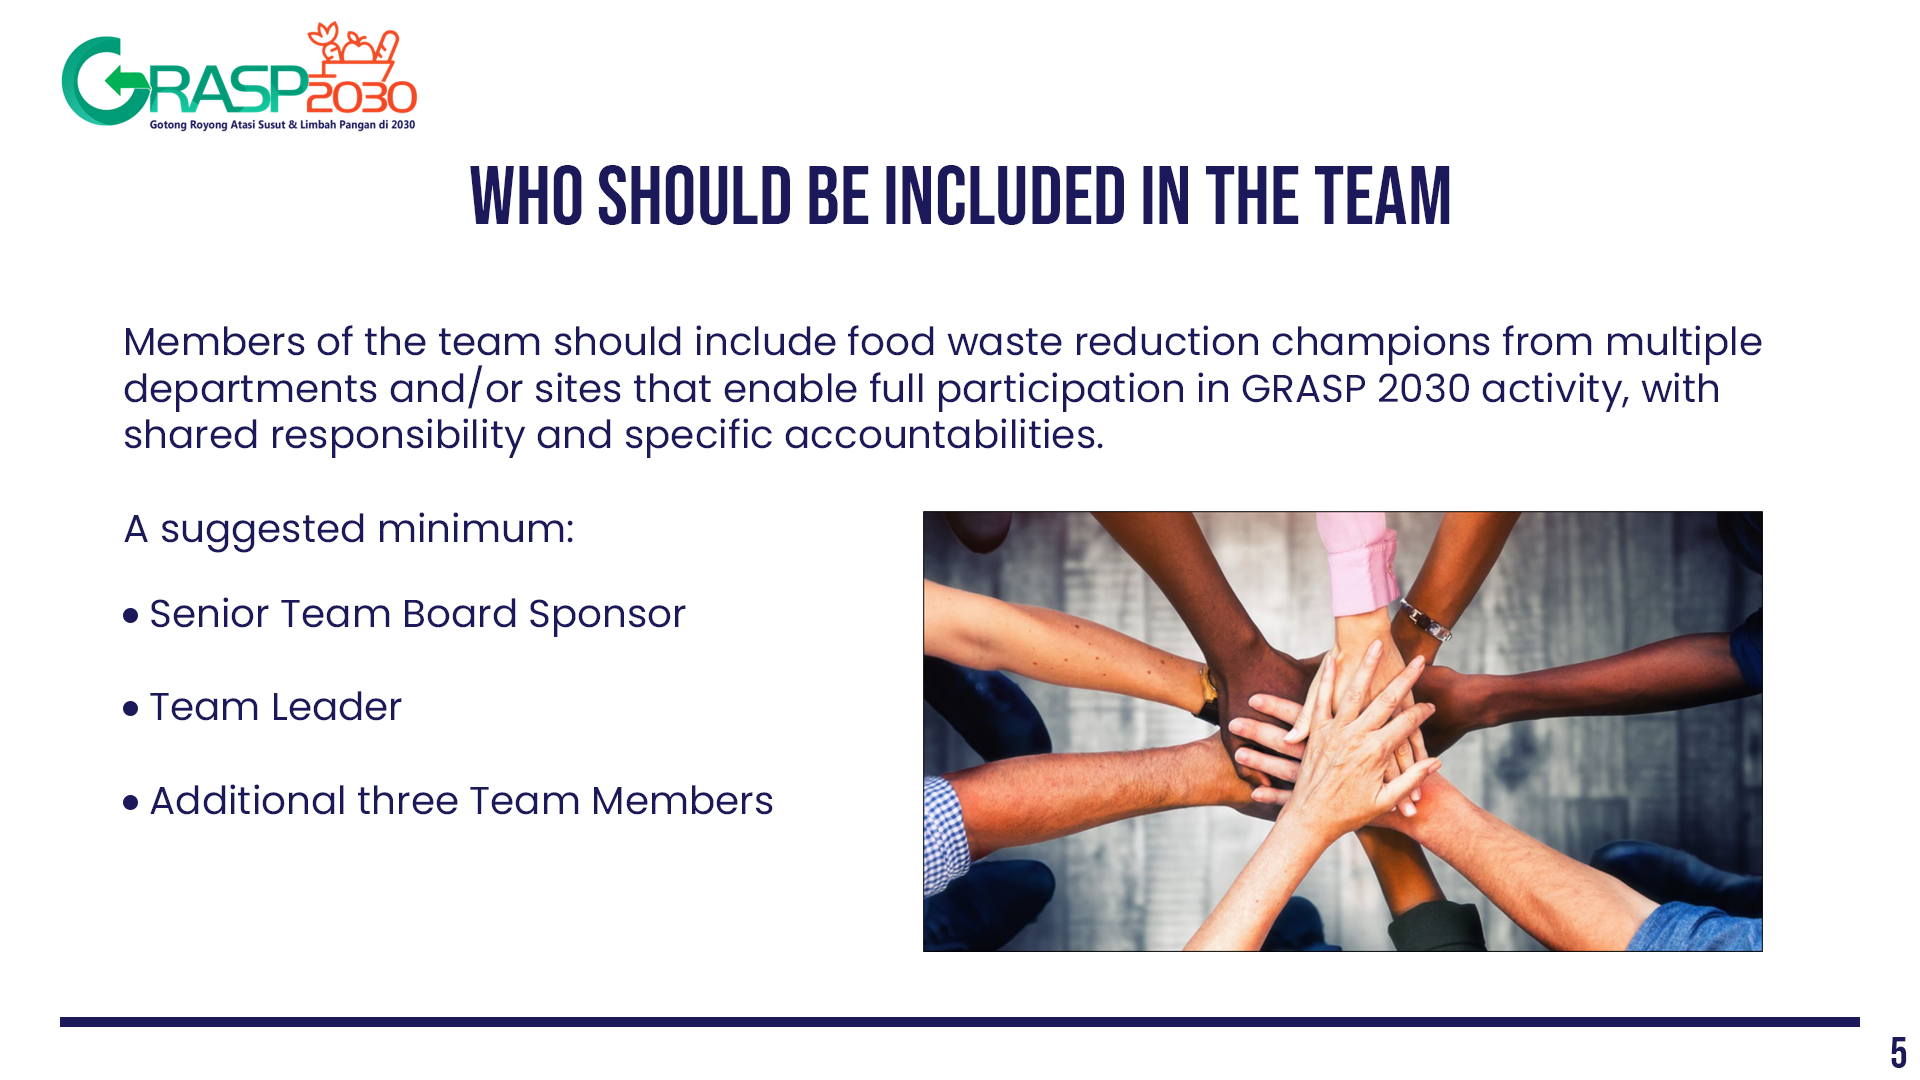 GRASP 2030
Gotong Royong Atasi Susut & Limbah Pangan di 2030
WHO SHOULD BE INCLUDED IN THE TEAM
Members of the team should include food waste reduction champions from multiple
departments and/or sites that enable full participation in GRASP 2030 activity, with
shared responsibility and specific accountabilities.
A suggested minimum:
• Senior Team Board Sponsor
• Team Leader
• Additional three Team Members
5